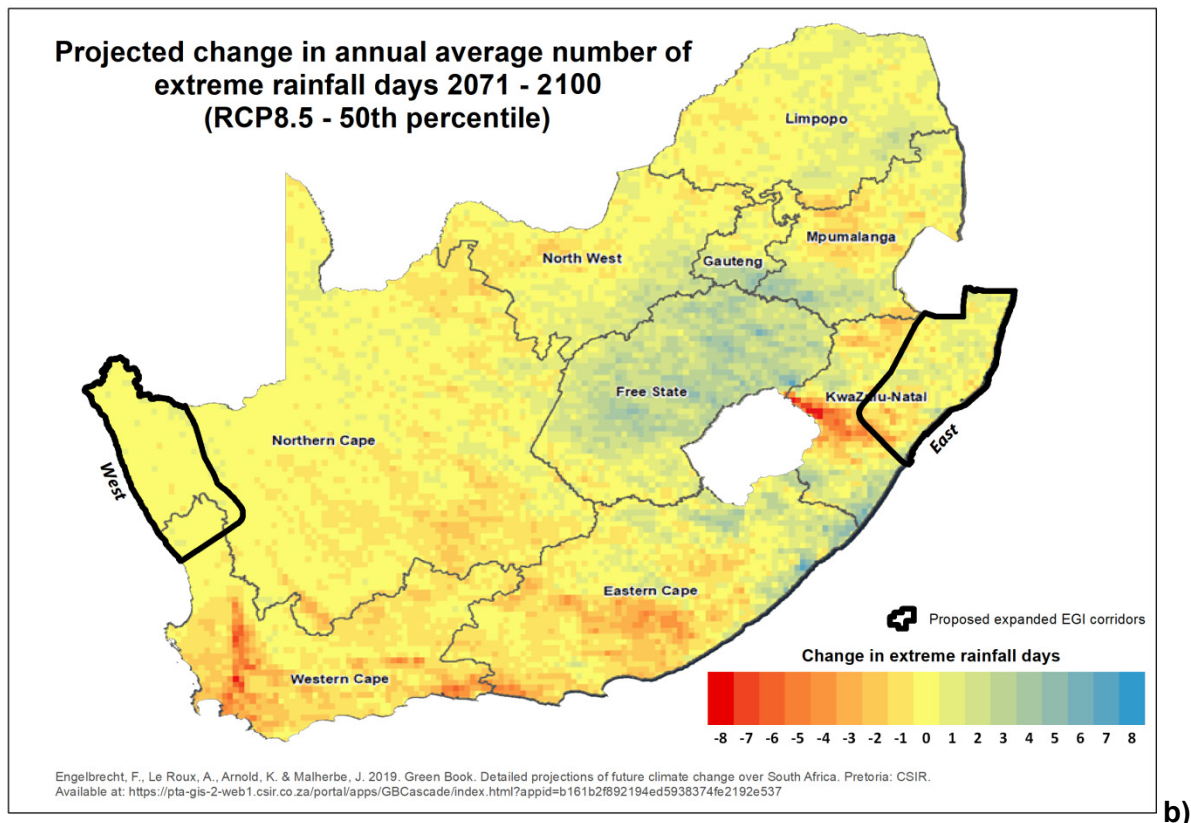 Projected change in annual average number of
extreme rainfall days 2071 - 2100
(RCP8.5 - 50th percentile)
Limpopo
Mpumalanga
Gauteng
North West
Free State
KwaZulu-Natal
East
Northern Cape
West
Eastern Cape
Western Cape
Proposed expanded EGI corridors
Change in extreme rainfall days
-8 -7 -6 -5 -4 -3 -2 -1 0 1 2 3 4 5 6 7 8
Engelbrecht, F., Le Roux, A., Arnold, K. & Malherbe, J. 2019. Green Book. Detailed projections of future climate change over South Africa. Pretoria: CSIR.
Available at: https://pta-gis-2-web1.csir.co.za/portal/apps/GBCascade/index.html?appid=b161b2f892194ed5938374fe2192e537
b)